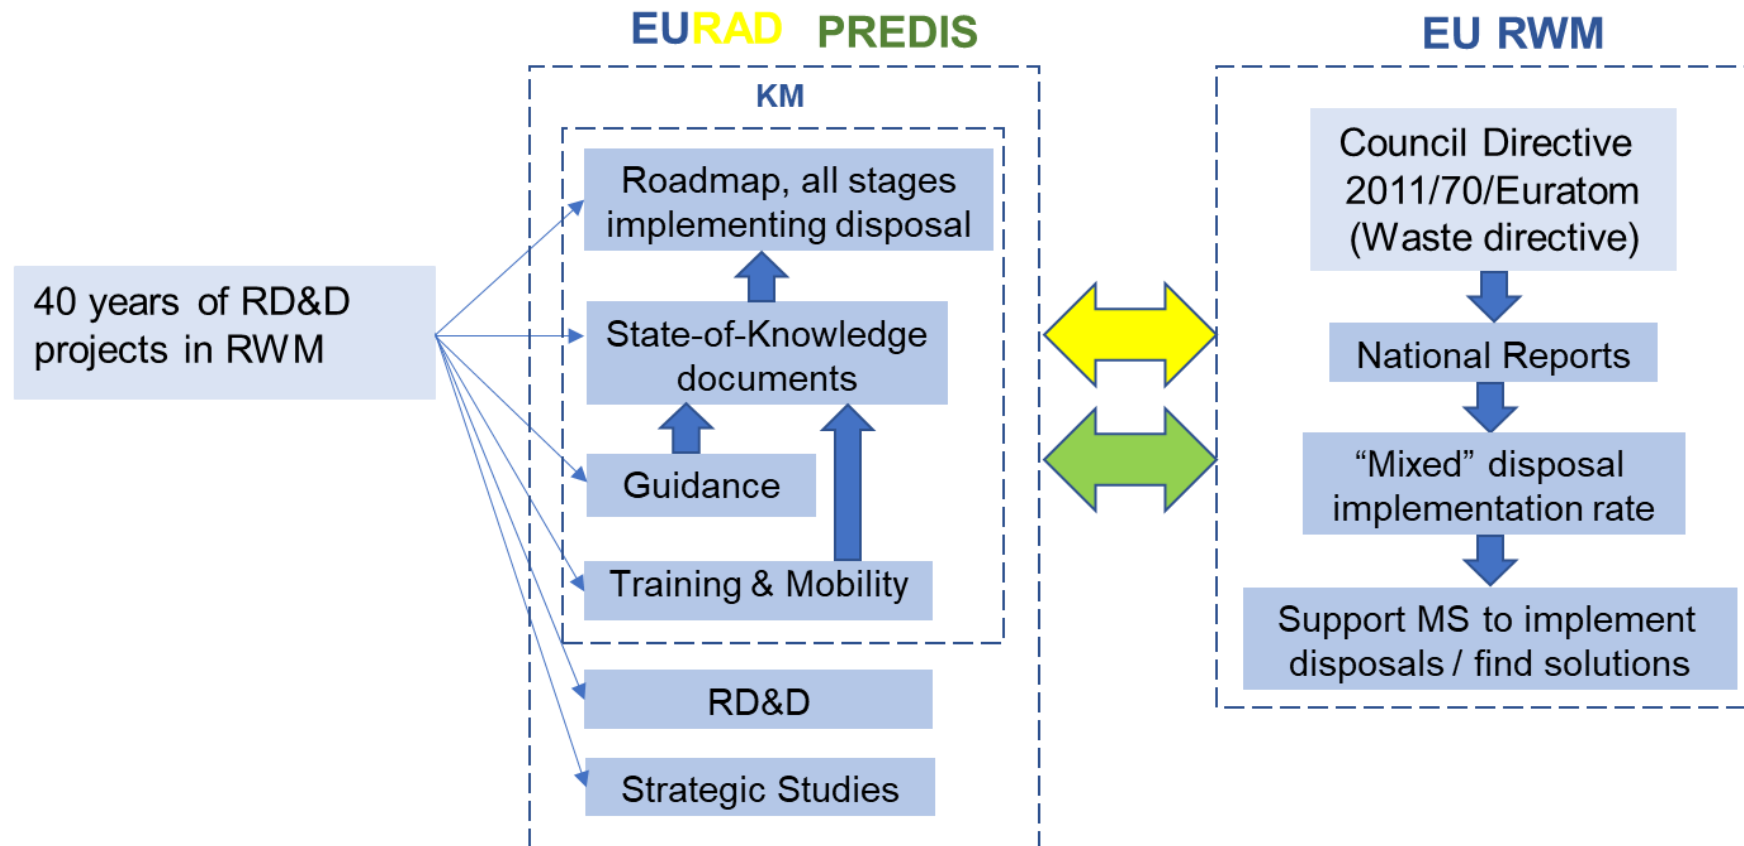 EURAD PREDIS
EU RWM
KM
40 years of RD&D
projects in RWM
Roadmap, all stages
implementing disposal
State-of-Knowledge
documents
Guidance
Training & Mobility
RD&D
Strategic Studies
Council Directive
2011/70/Euratom
(Waste directive)
National Reports
“Mixed” disposal
implementation rate
Support MS to implement
disposals / find solutions